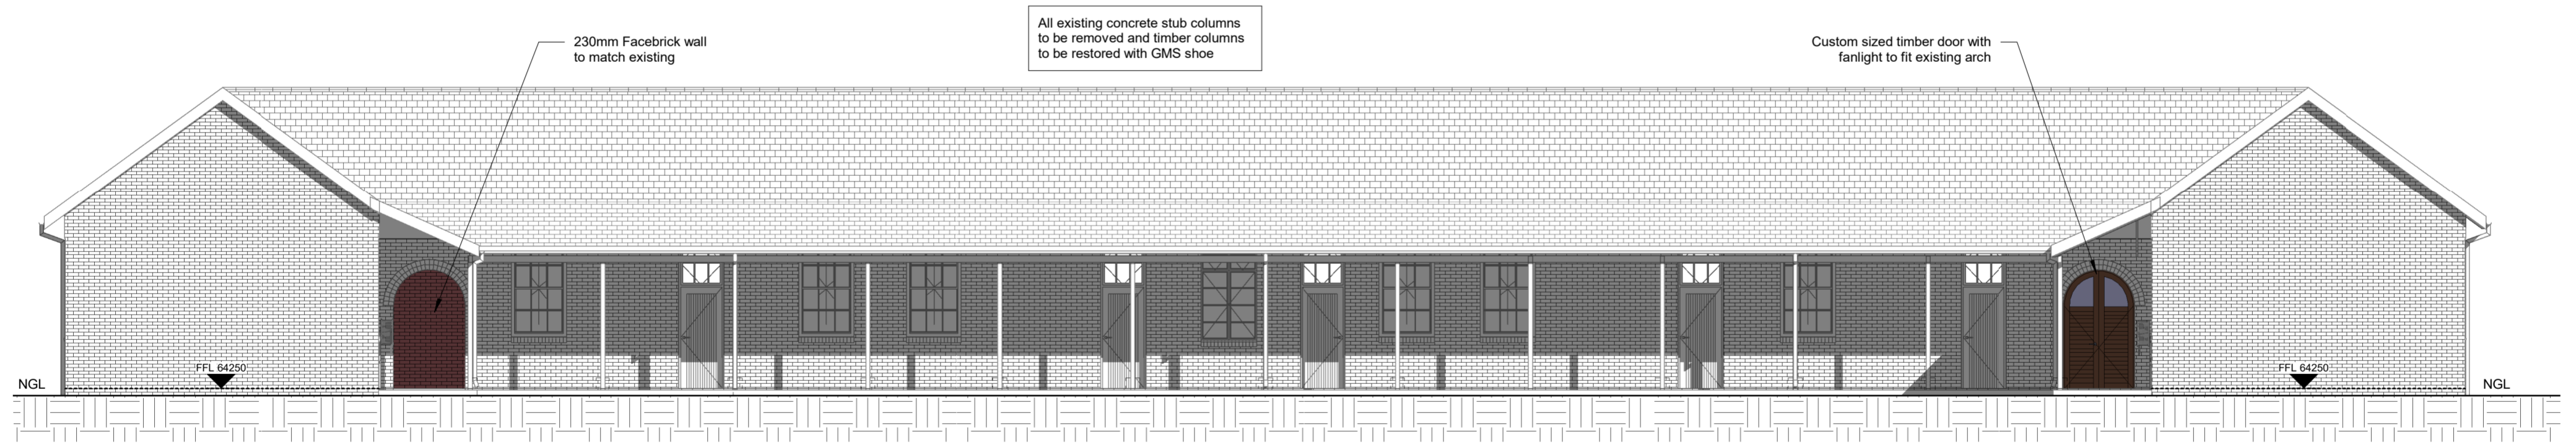 All existing concrete stub columns
to be removed and timber columns
to be restored with GMS shoe
230mm Facebrick wall
to match existing
Custom sized timber door with
fanlight to fit existing arch
FFL 64250
NGL
FFL 64250
NGL